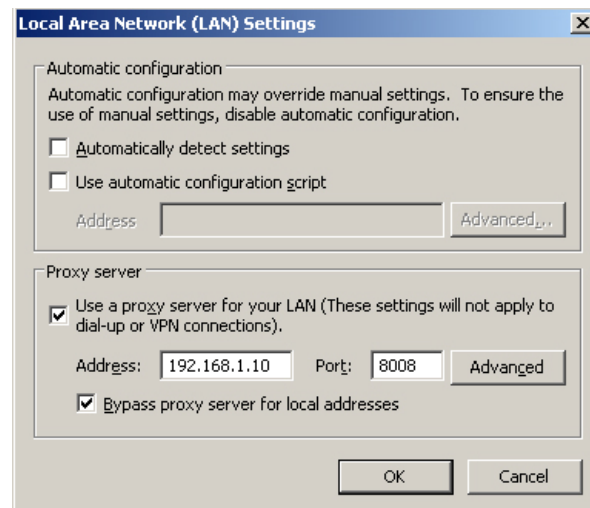 Local Area Network (LAN) Settings
Automatic configuration
Automatic configuration may override manual settings. To ensure the
use of manual settings, disable automatic configuration.
Automatically detect settings
Use automatic configuration script
Address Advanced...
Proxy server
Use a proxy server for your LAN (These settings will not apply to
dial-up or VPN connections).
Address: 192.168.1.10 Port: 8008 Advanced
Bypass proxy server for local addresses
OK Cancel